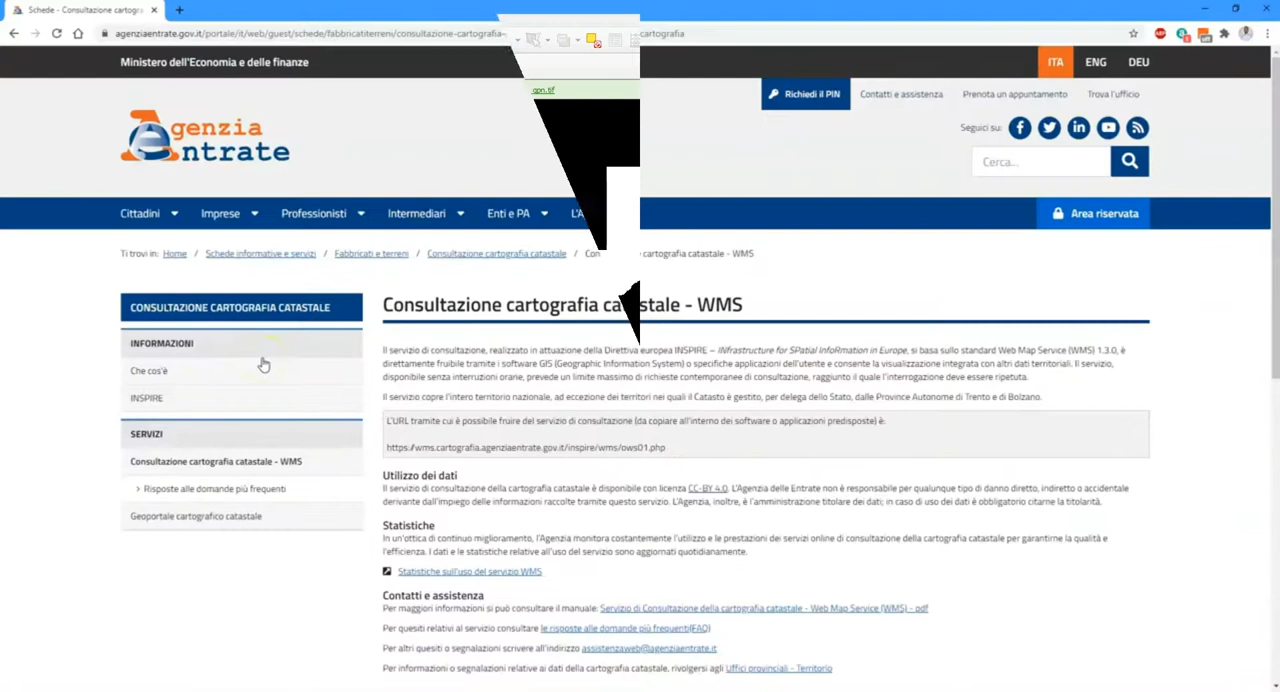 Schede - Consultazione cartogra
agenziaentrate.gov.it/portale/it/web/guest/schede/fabbricatiterreni/consultazione-cartografia-
cartografia
Ministero dell'Economia e delle finanze
ITA ENG DEU
gpn.tif
Richiedi il PIN
Contatti e assistenza
Prenota un appuntamento
Trova l'ufficio
Agenzia
Entrate
Seguici su:
Cerca...
Cittadini
Imprese
Professionisti
Intermediari
Enti e PA
L'A
Area riservata
Ti trovi in: Home / Schede informative e servizi / Fabbricati e terreni / Consultazione cartografia catastale / Con cartografia catastale - WMS
CONSULTAZIONE CARTOGRAFIA CATASTALE
INFORMAZIONI
Che cos'è
INSPIRE
SERVIZI
Consultazione cartografia catastale - WMS
> Risposte alle domande più frequenti
Geoportale cartografico catastale
Consultazione cartografia ca stale - WMS
Il servizio di consultazione, realizzato in attuazione della Direttiva europea INSPIRE – INfrastructure for SPatial InfoRmation in Europe, si basa sullo standard Web Map Service (WMS) 1.3.0, è
direttamente fruibile tramite i software GIS (Geographic Information System) o specifiche applicazioni dell'utente e consente la visualizzazione integrata con altri dati territoriali. Il servizio,
disponibile senza interruzioni orarie, prevede un limite massimo di richieste contemporanee di consultazione, raggiunto il quale l'interrogazione deve essere ripetuta.
Il servizio copre l'intero territorio nazionale, ad eccezione dei territori nei quali il Catasto è gestito, per delega dello Stato, dalle Province Autonome di Trento e di Bolzano.
L'URL tramite cui è possibile fruire del servizio di consultazione (da copiare all'interno dei software o applicazioni predisposte) è:
https://wms.cartografia.agenziaentrate.gov.it/inspire/wms/ows01.php
Utilizzo dei dati
Il servizio di consultazione della cartografia catastale è disponibile con licenza CC-BY 4.0. L'Agenzia delle Entrate non è responsabile per qualunque tipo di danno diretto, indiretto o accidentale
derivante dall'impiego delle informazioni raccolte tramite questo servizio. L'Agenzia, inoltre, è l'amministrazione titolare dei dati; in caso di uso dei dati è obbligatorio citarne la titolarità.
Statistiche
In un'ottica di continuo miglioramento, l'Agenzia monitora costantemente l'utilizzo e le prestazioni dei servizi online di consultazione della cartografia catastale per garantirne la qualità e
l'efficienza. I dati e le statistiche relative all'uso del servizio sono aggiornati quotidianamente.
Statistiche sull'uso del servizio WMS
Contatti e assistenza
Per maggiori informazioni si può consultare il manuale: Servizio di Consultazione della cartografia catastale - Web Map Service (WMS) - pdf
Per quesiti relativi al servizio consultare le risposte alle domande più frequenti(FAQ)
Per altri quesiti o segnalazioni scrivere all'indirizzo assistenzaweb@agenziaentrate.it
Per informazioni o segnalazioni relative ai dati della cartografia catastale, rivolgersi agli Uffici provinciali - Territorio